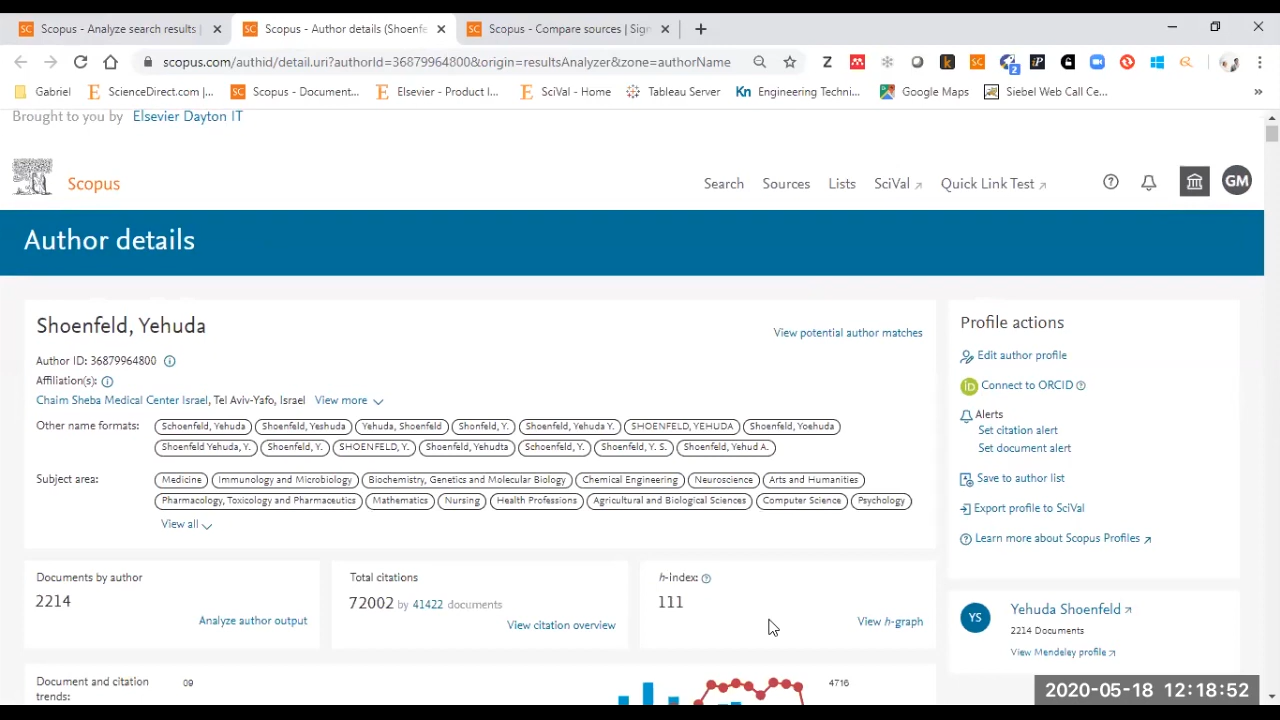 Scopus - Analyze search results |
Scopus - Author details (Shoenfe
Scopus - Compare sources | Sign
scopus.com/authid/detail.uri?authorId=36879964800&origin=resultsAnalyzer&zone=authorName
2
Gabriel
ScienceDirect.com |...
Scopus - Document...
Elsevier - Product I...
SciVal - Home
Tableau Server
Kn Engineering Techni...
Google Maps
Siebel Web Call Ce...
»
Brought to you by Elsevier Dayton IT
Scopus
Search
Sources
Lists
SciVal
Quick Link Test
GM
Author details
Shoenfeld, Yehuda
View potential author matches
Author ID: 36879964800
Affiliation(s):
Chaim Sheba Medical Center Israel, Tel Aviv-Yafo, Israel View more
Other name formats:
Schoenfeld, Yehuda
Shoenfeld, Yeshuda
Yehuda, Shoenfeld
Shonfeld, Y.
Shoenfeld, Yehuda Y.
SHOENFELD, YEHUDA
Shoenfeld, Yoehuda
Shoenfeld Yehuda, Y.
Shoenfeld, Y.
SHOENFELD, Y.
Shoenfeld, Yehudta
Schoenfeld, Y.
Shoenfeld, Y. S.
Shoenfeld, Yehud A.
Subject area:
Medicine
Immunology and Microbiology
Biochemistry, Genetics and Molecular Biology
Chemical Engineering
Neuroscience
Arts and Humanities
Pharmacology, Toxicology and Pharmaceutics
Mathematics
Nursing
Health Professions
Agricultural and Biological Sciences
Computer Science
Psychology
View all
Documents by author
2214
Analyze author output
Total citations
72002 by 41422 documents
View citation overview
h-index:
111
View h-graph
Document and citation
trends:
09
4716
Profile actions
Edit author profile
iD Connect to ORCID
Alerts
Set citation alert
Set document alert
Save to author list
Export profile to SciVal
Learn more about Scopus Profiles
YS
Yehuda Shoenfeld
2214 Documents
View Mendeley profile
2020-05-18 12:18:52